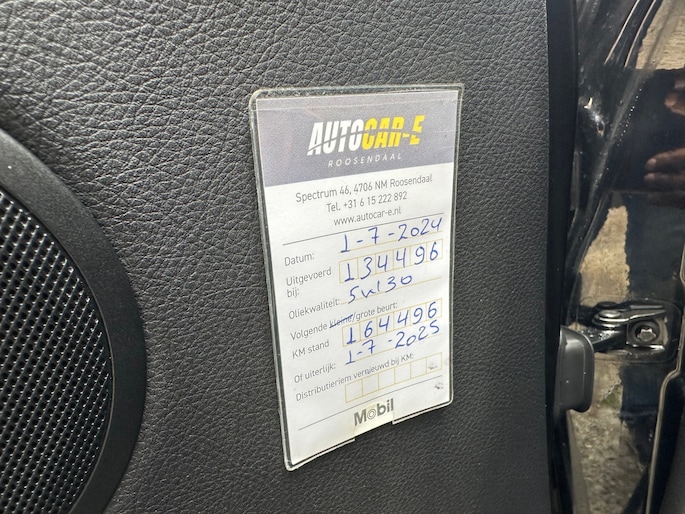 AUTOCAR-E
ROOSENDAAL
Spectrum 46, 4706 NM Roosendaal
Tel. +31 6 15 222 892
www.autocar-e.nl
Datum: 1-7-2024
Uitgevoerd bij: 134496
Oliekwaliteit: 5w30
Volgende kleine/grote beurt:
KM stand 164496
Of uiterlijk: 1-7-2025
Distributieriem vernieuwd bij KM:
Mobil